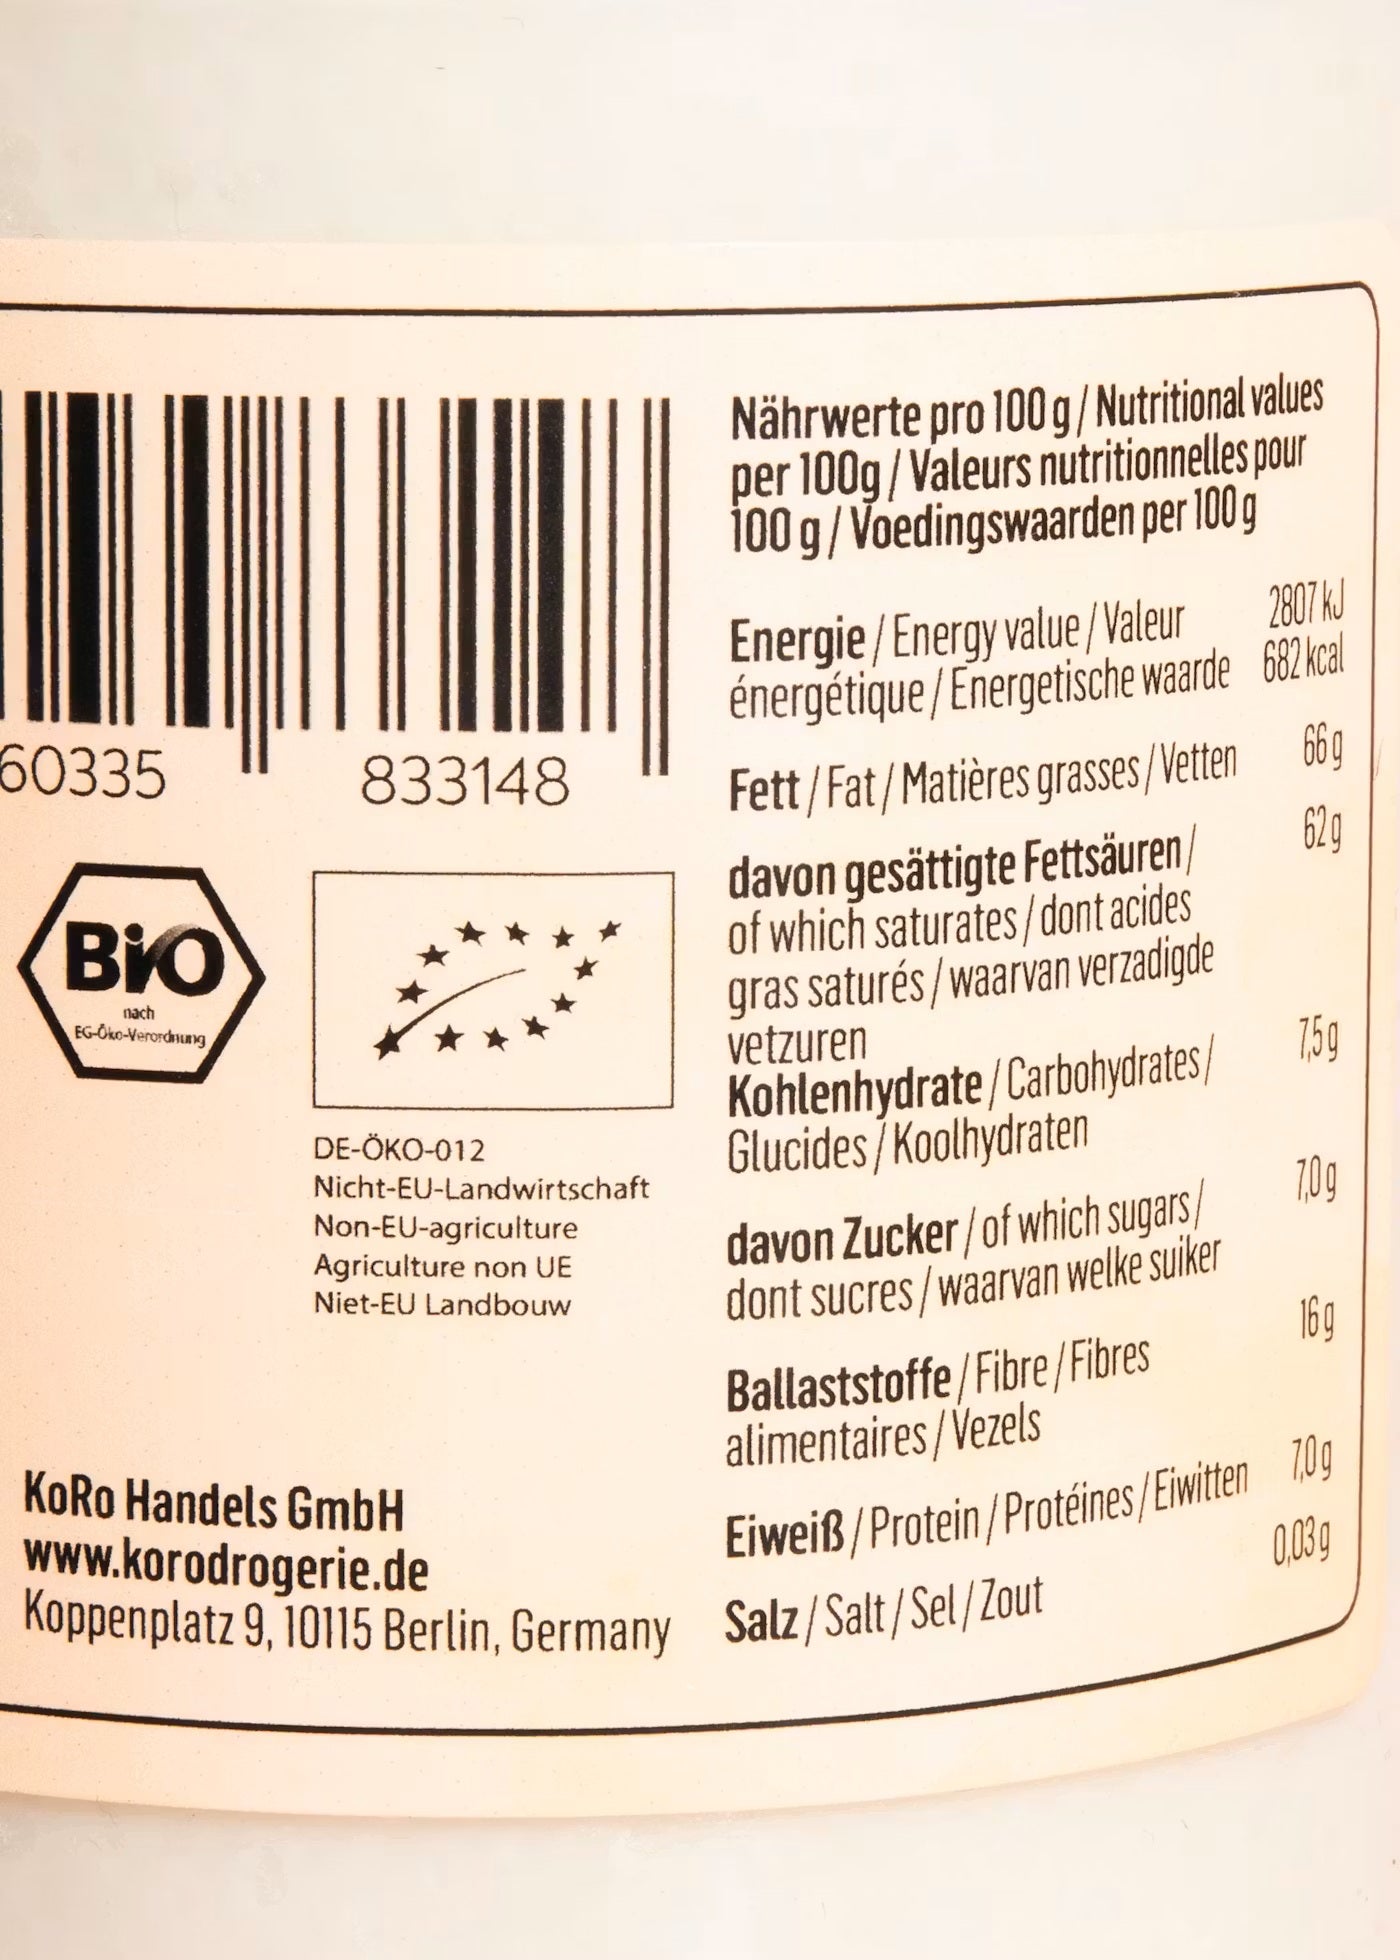 60335 833148
BiO
nach
EG-Öko-Verordnung
DE-ÖKO-012
Nicht-EU-Landwirtschaft
Non-EU-agriculture
Agriculture non UE
Niet-EU Landbouw
KoRo Handels GmbH
www.korodrogerie.de
Koppenplatz 9, 10115 Berlin, Germany
Nährwerte pro 100 g / Nutritional values
per 100g / Valeurs nutritionnelles pour
100 g / Voedingswaarden per 100 g
Energie / Energy value / Valeur 2807 kJ
énergétique / Energetische waarde 682 kcal
Fett / Fat / Matières grasses / Vetten 66 g
davon gesättigte Fettsäuren / 62 g
of which saturates / dont acides
gras saturés / waarvan verzadigde
vetzuren
Kohlenhydrate / Carbohydrates / 7,5 g
Glucides / Koolhydraten
davon Zucker / of which sugars / 7,0 g
dont sucres / waarvan welke suiker
Ballaststoffe / Fibre / Fibres 16 g
alimentaires / Vezels
Eiweiß / Protein / Protéines / Eiwitten 7,0 g
Salz / Salt / Sel / Zout 0,03 g